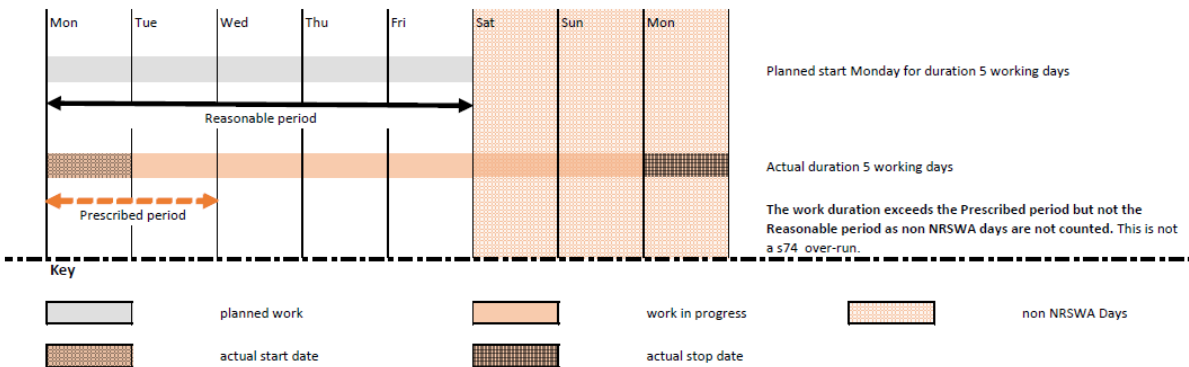 Mon Tue Wed Thu Fri Sat Sun Mon
Planned start Monday for duration 5 working days
Reasonable period
Actual duration 5 working days
Prescribed period
The work duration exceeds the Prescribed period but not the
Reasonable period as non NRSWA days are not counted. This is not
a s74 over-run.
Key
planned work work in progress non NRSWA Days
actual start date actual stop date